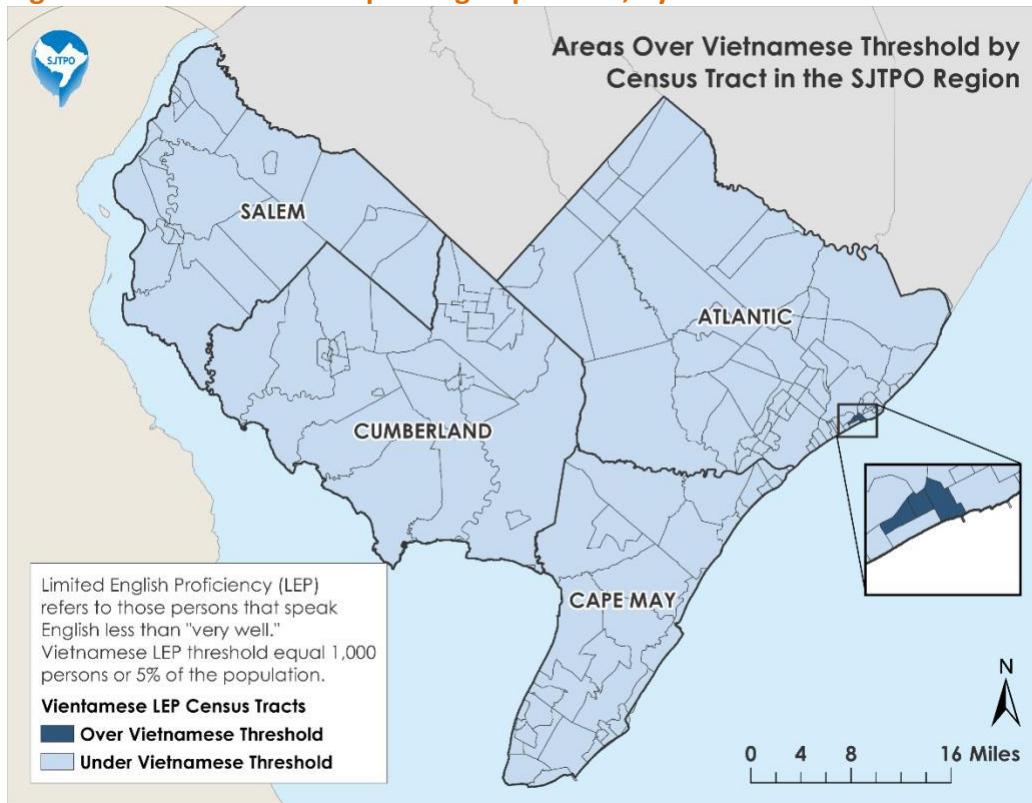 SJTPO
Areas Over Vietnamese Threshold by
Census Tract in the SJTPO Region
SALEM
ATLANTIC
CUMBERLAND
CAPE MAY
Limited English Proficiency (LEP)
refers to those persons that speak
English less than "very well."
Vietnamese LEP threshold equal 1,000
persons or 5% of the population.
Vientamese LEP Census Tracts
Over Vietnamese Threshold
Under Vietnamese Threshold
N
0 4 8 16 Miles